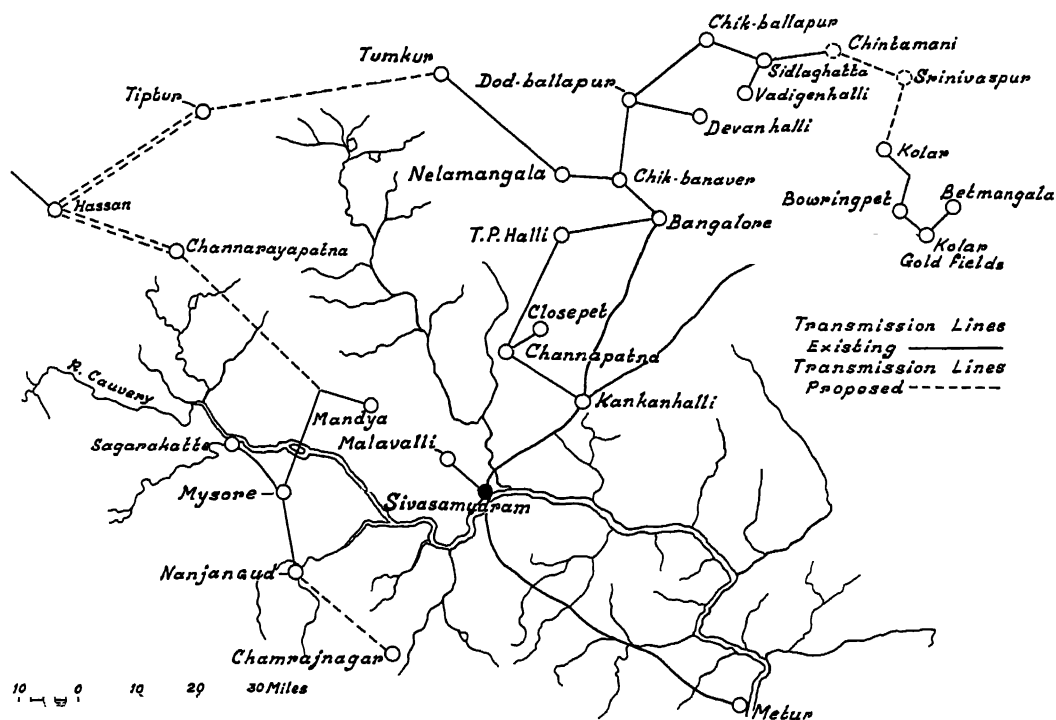 Chik-ballapur
Chintamani
Tumkur
Sidlaghatta
Srinivaspur
Dod-ballapur
Vadigenhalli
Tiptur
Devanhalli
Kolar
Nelamangala
Chik-banaver
Bowringpet
Betmangala
Hassan
Bangalore
T.P. Halli
Kolar
Gold fields
Channarayapatna
Closepet
Transmission Lines
Existing
Transmission Lines
Proposed
Channapatna
R. Cauvery
Kankanhalli
Mandya
Sagarakatte
Malavalli
Mysore
Sivasamudram
Nanjangud
Chamrajnagar
10 0 10 20 30 Miles
Metur